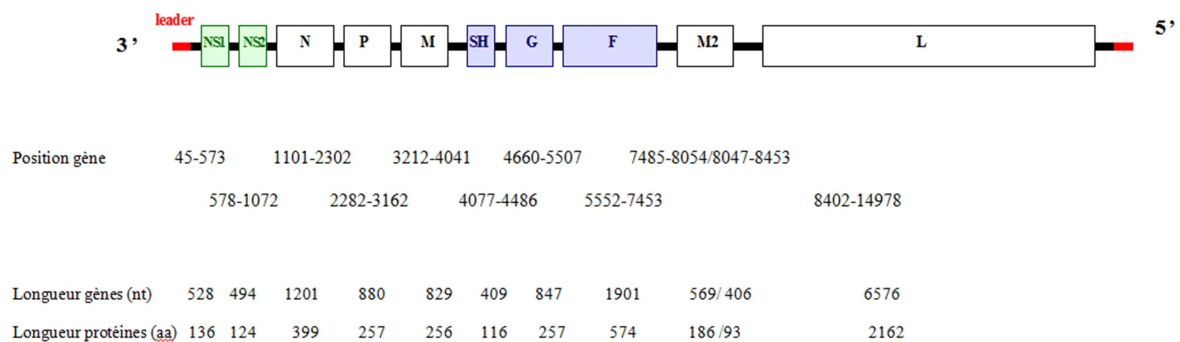 leader
3’ NS1 NS2 N P M SH G F M2 L 5’
Position gène 45-573 1101-2302 3212-4041 4660-5507 7485-8054/8047-8453
578-1072 2282-3162 4077-4486 5552-7453 8402-14978
Longueur gènes (nt) 528 494 1201 880 829 409 847 1901 569/ 406 6576
Longueur protéines (aa) 136 124 399 257 256 116 257 574 186 /93 2162